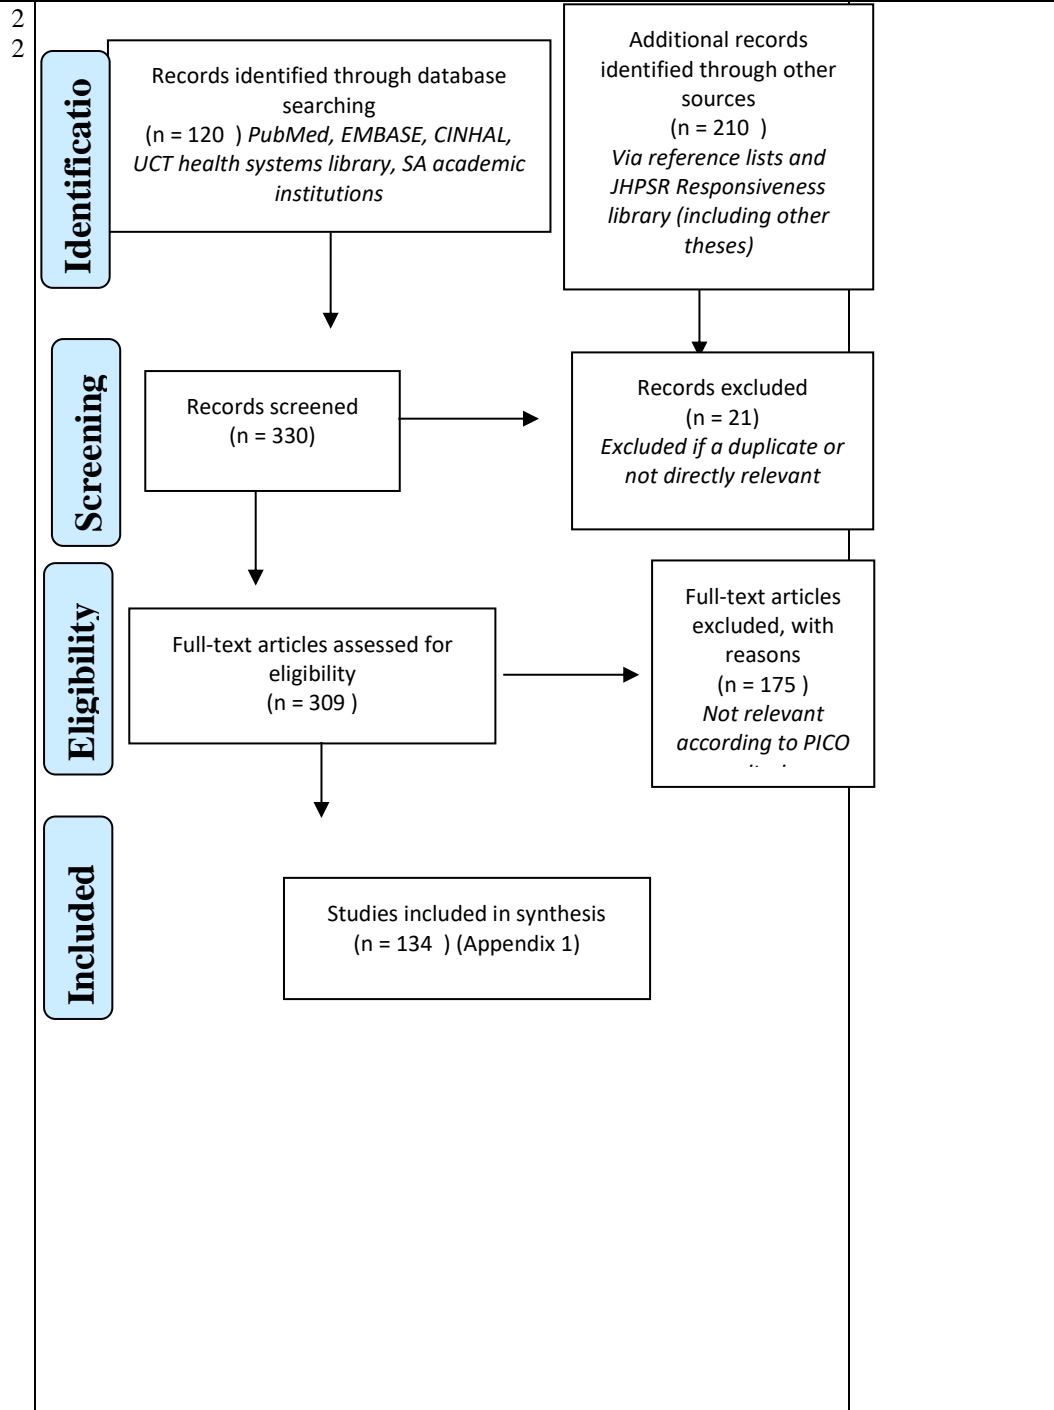 2
2
Identificatio
Records identified through database
searching
(n = 120 ) PubMed, EMBASE, CINHAL,
UCT health systems library, SA academic
institutions
Additional records
identified through other
sources
(n = 210 )
Via reference lists and
JHPSR Responsiveness
library (including other
theses)
Screening
Records screened
(n = 330)
Records excluded
(n = 21)
Excluded if a duplicate or
not directly relevant
Eligibility
Full-text articles assessed for
eligibility
(n = 309 )
Full-text articles
excluded, with
reasons
(n = 175 )
Not relevant
according to PICO
Included
Studies included in synthesis
(n = 134 ) (Appendix 1)